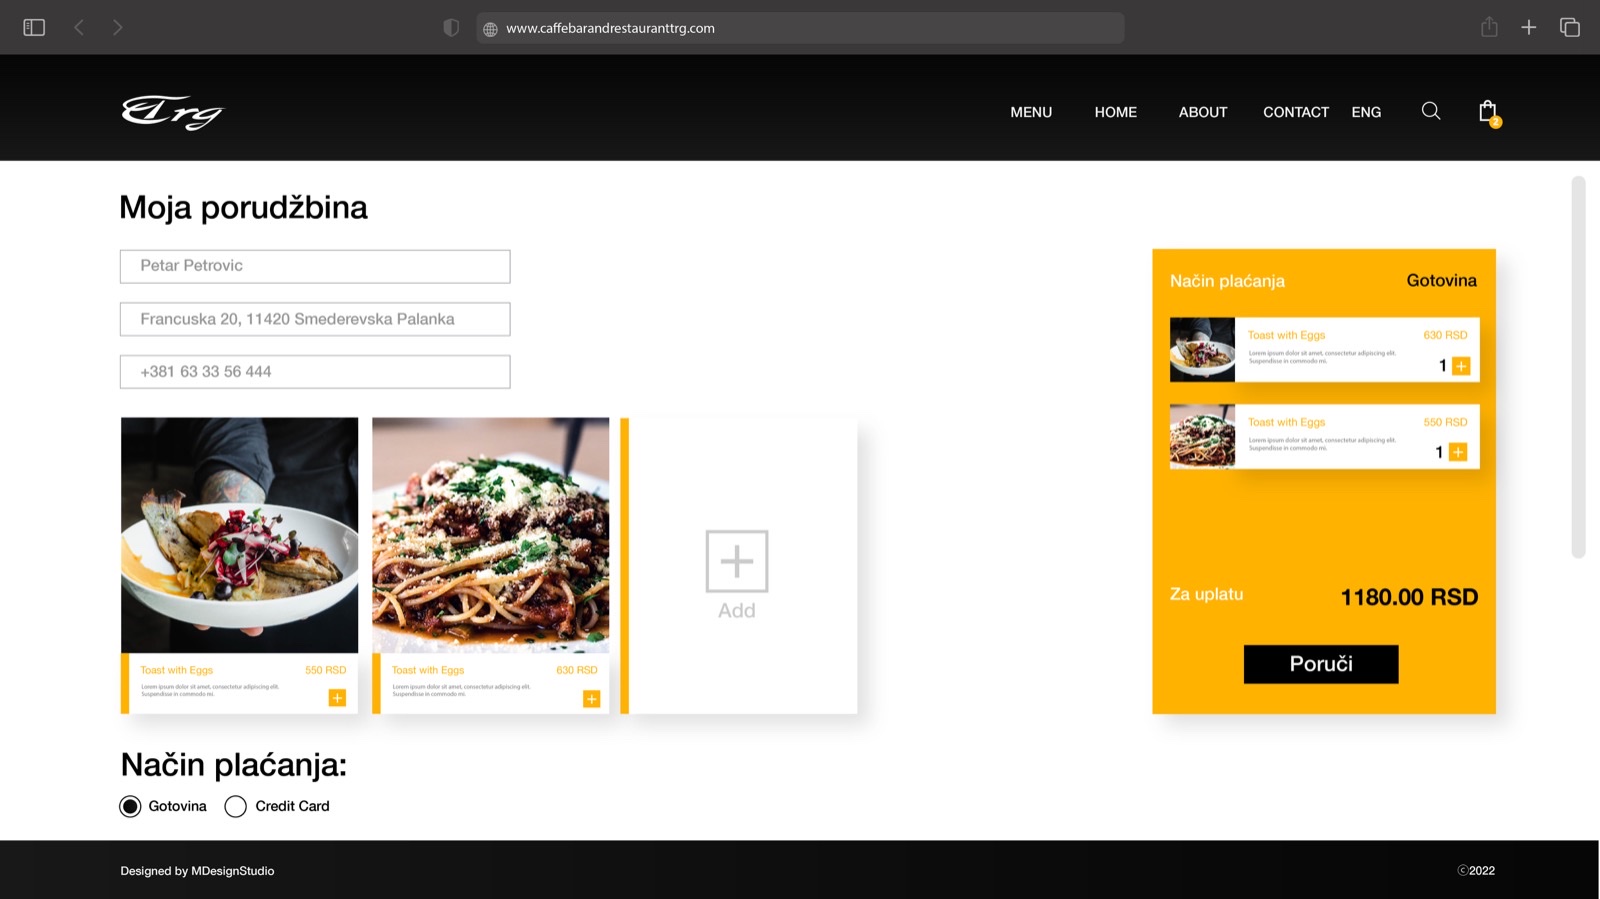 www.caffebarandrestauranttrg.com
Trg
MENU HOME ABOUT CONTACT ENG
2
Moja porudžbina
Petar Petrovic
Francuska 20, 11420 Smederevska Palanka
+381 63 33 56 444
Toast with Eggs 550 RSD
Lorem ipsum dolor sit amet, consectetur adipiscing elit.
Suspendisse in commodo mi.
Toast with Eggs 630 RSD
Lorem ipsum dolor sit amet, consectetur adipiscing elit.
Suspendisse in commodo mi.
Add
Način plaćanja Gotovina
Toast with Eggs 630 RSD
Lorem ipsum dolor sit amet, consectetur adipiscing elit.
Suspendisse in commodo mi.
1
Toast with Eggs 550 RSD
Lorem ipsum dolor sit amet, consectetur adipiscing elit.
Suspendisse in commodo mi.
1
Za uplatu 1180.00 RSD
Poruči
Način plaćanja:
Gotovina Credit Card
Designed by MDesignStudio
©2022